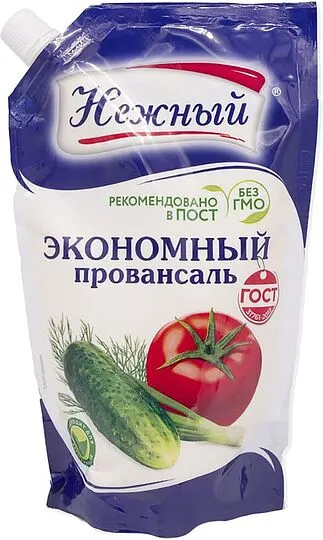 Нежный®
РЕКОМЕНДОВАНО
В ПОСТ
БЕЗ
ГМО
ЭКОНОМНЫЙ
провансаль
ГОСТ